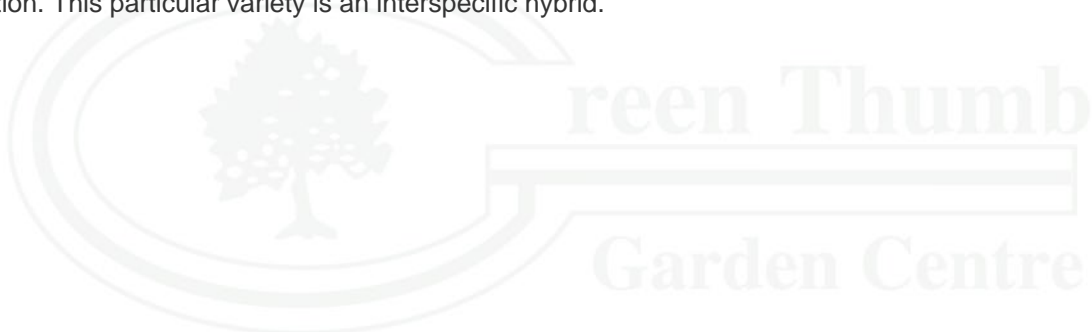 tion. This particular variety is an interspecific hybrid.
reen Thumb
Garden Centre